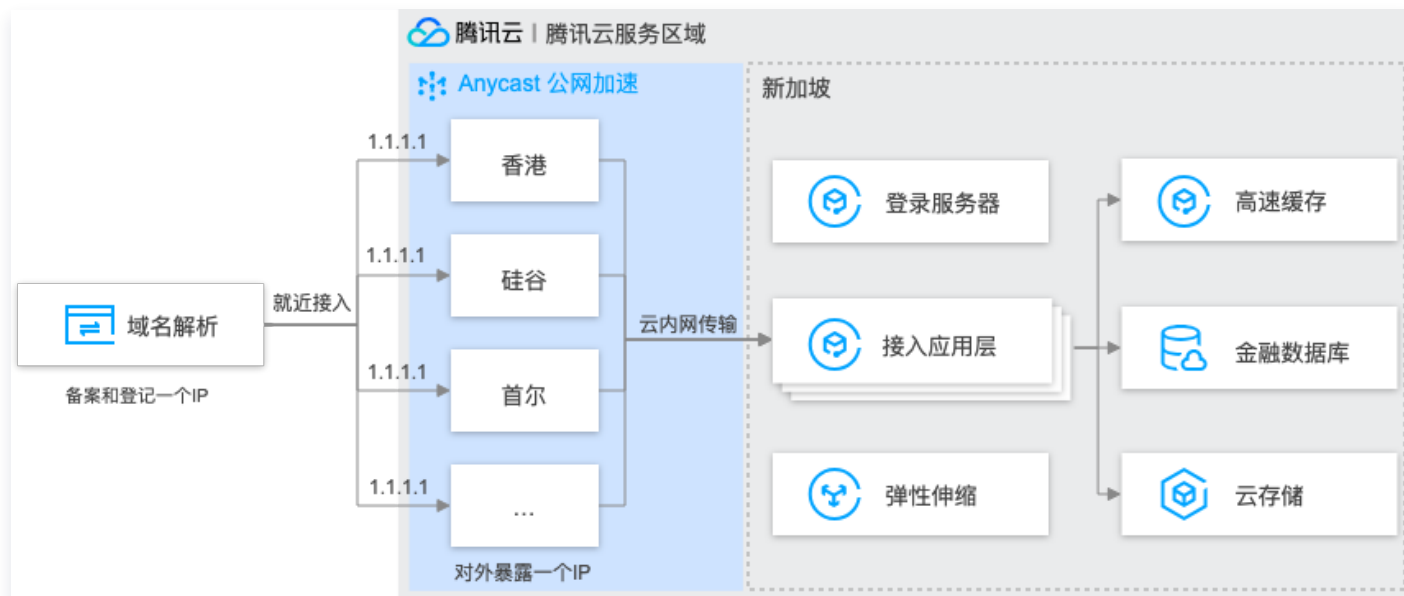 腾讯云 | 腾讯云服务区域
Anycast 公网加速
新加坡
1.1.1.1
香港
登录服务器
高速缓存
1.1.1.1
硅谷
域名解析
就近接入
云内网传输
接入应用层
金融数据库
备案和登记一个IP
1.1.1.1
首尔
1.1.1.1
...
弹性伸缩
云存储
对外暴露一个IP